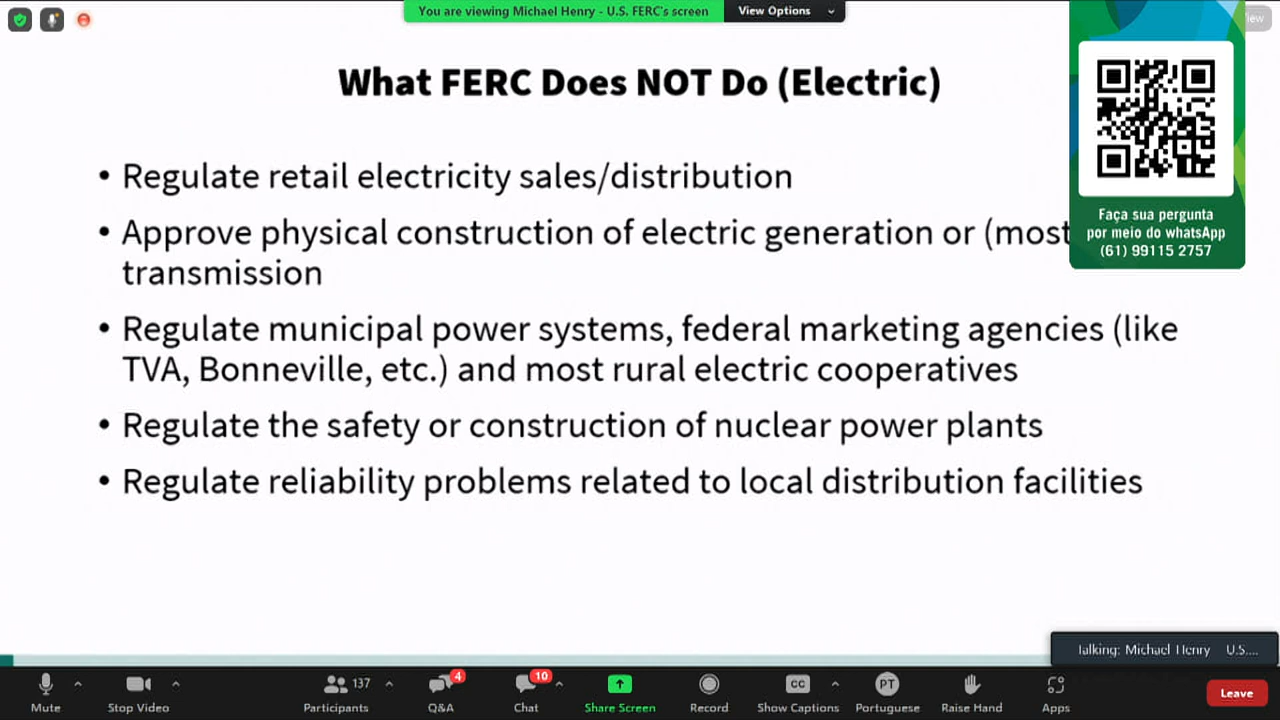 You are viewing Michael Henry - U.S. FERC's screen
View Options
iew
What FERC Does NOT Do (Electric)
• Regulate retail electricity sales/distribution
• Approve physical construction of electric generation or (most
transmission
• Regulate municipal power systems, federal marketing agencies (like
TVA, Bonneville, etc.) and most rural electric cooperatives
• Regulate the safety or construction of nuclear power plants
• Regulate reliability problems related to local distribution facilities
Faça sua pergunta
por meio do whatsApp
(61) 99115 2757
Talking: Michael Henry U.S....
Mute
Stop Video
137
Participants
4
Q&A
10
Chat
Share Screen
Record
CC
Show Captions
PT
Portuguese
Raise Hand
Apps
Leave